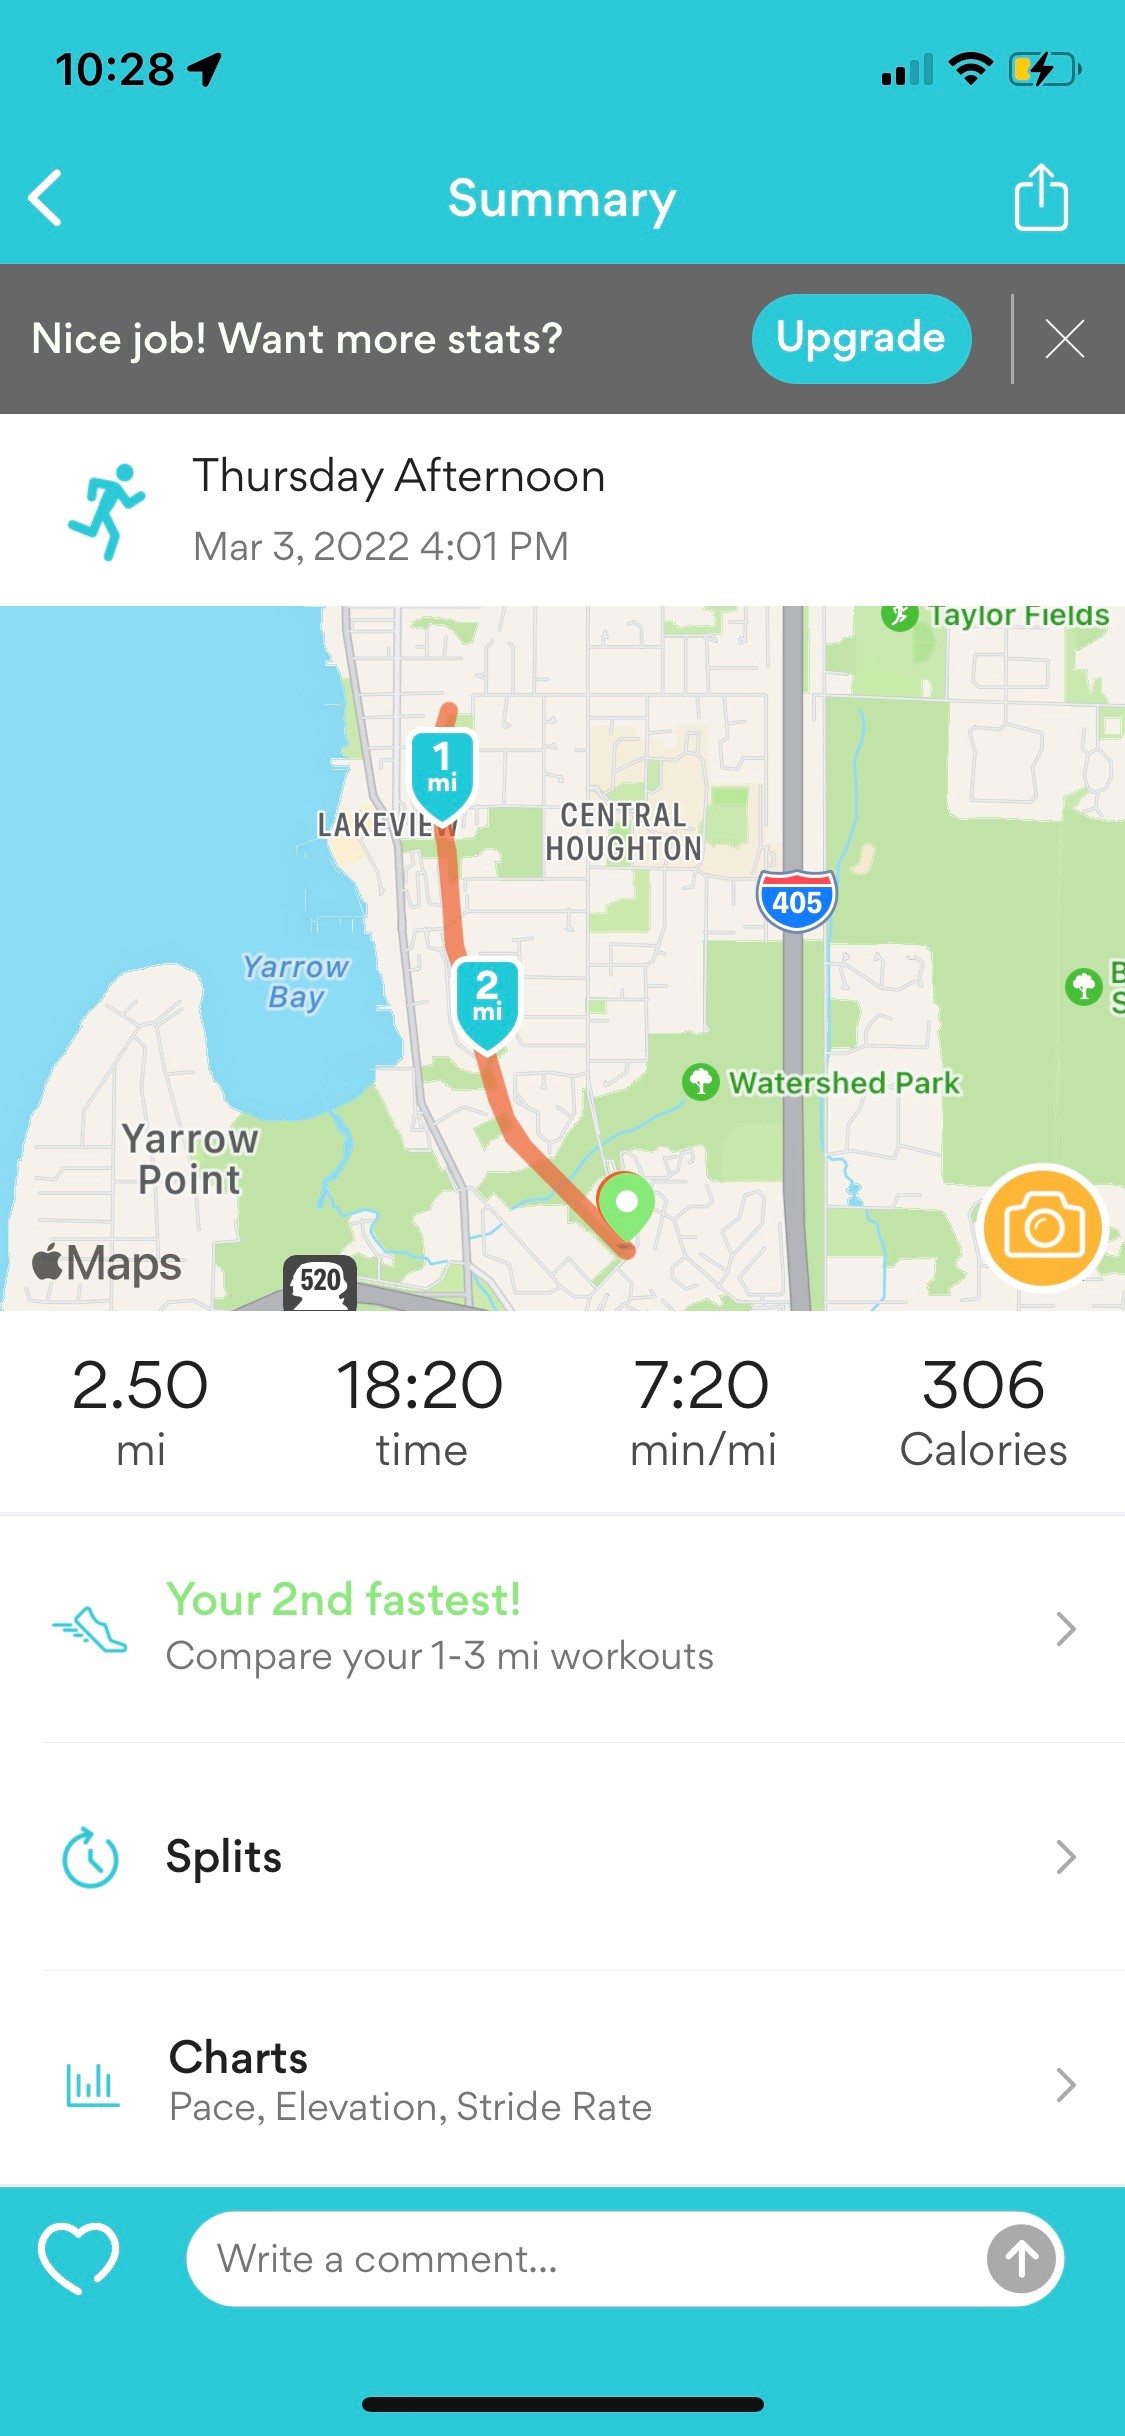 10:28
Summary
Nice job! Want more stats?
Upgrade
Thursday Afternoon
Mar 3, 2022 4:01 PM
Taylor Fields
1
mi
LAKEVIEW
CENTRAL
HOUGHTON
405
Yarrow
Bay
2
mi
B
S
Watershed Park
Yarrow
Point
Maps
520
2.50
mi
18:20
time
7:20
min/mi
306
Calories
Your 2nd fastest!
Compare your 1-3 mi workouts
Splits
Charts
Pace, Elevation, Stride Rate
Write a comment...